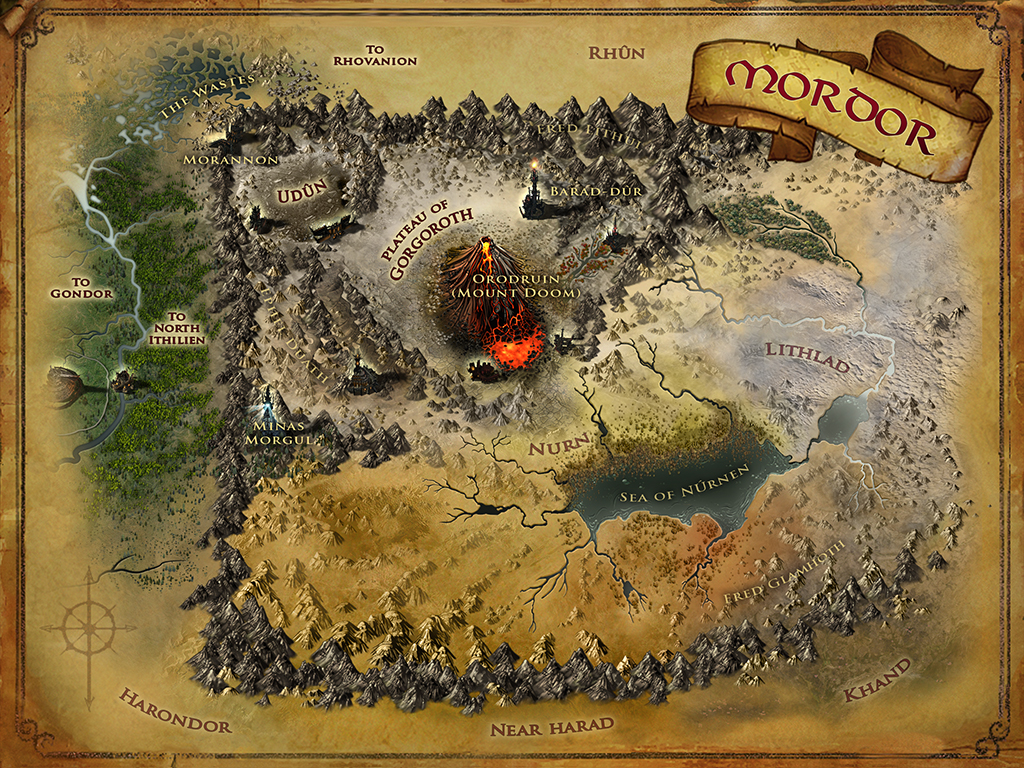 TO
RHOVANION
RHÛN
MORDOR
THE WASTES
ERED LITHUI
MORANNON
UDÛN
BARAD-DÛR
PLATEAU OF
GORGOROTH
ORODRUIN
(MOUNT DOOM)
TO
GONDOR
TO
NORTH
ITHILIEN
LITHLAD
MINAS
MORGUL
NURN
SEA OF NÚRNEN
ERED GLAMHOTH
HARONDOR
NEAR HARAD
KHAND